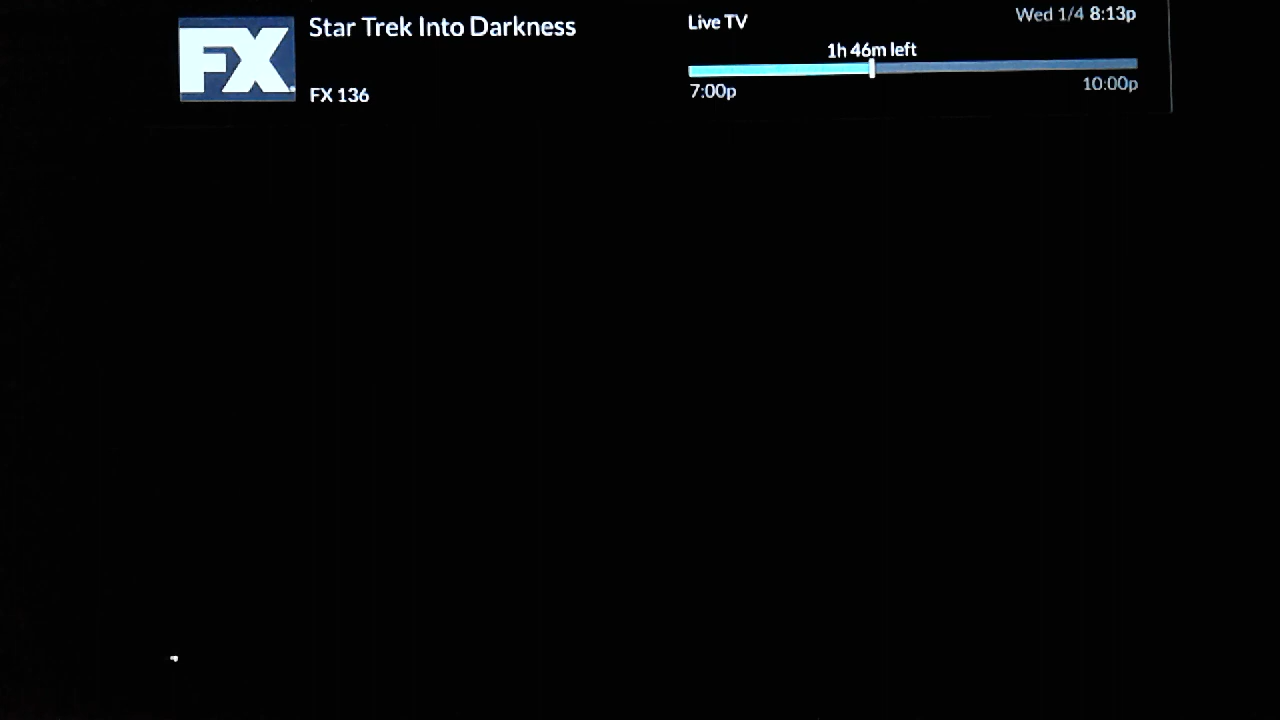 FX
Star Trek Into Darkness
FX 136
Live TV
Wed 1/4 8:13p
1h 46m left
7:00p
10:00p